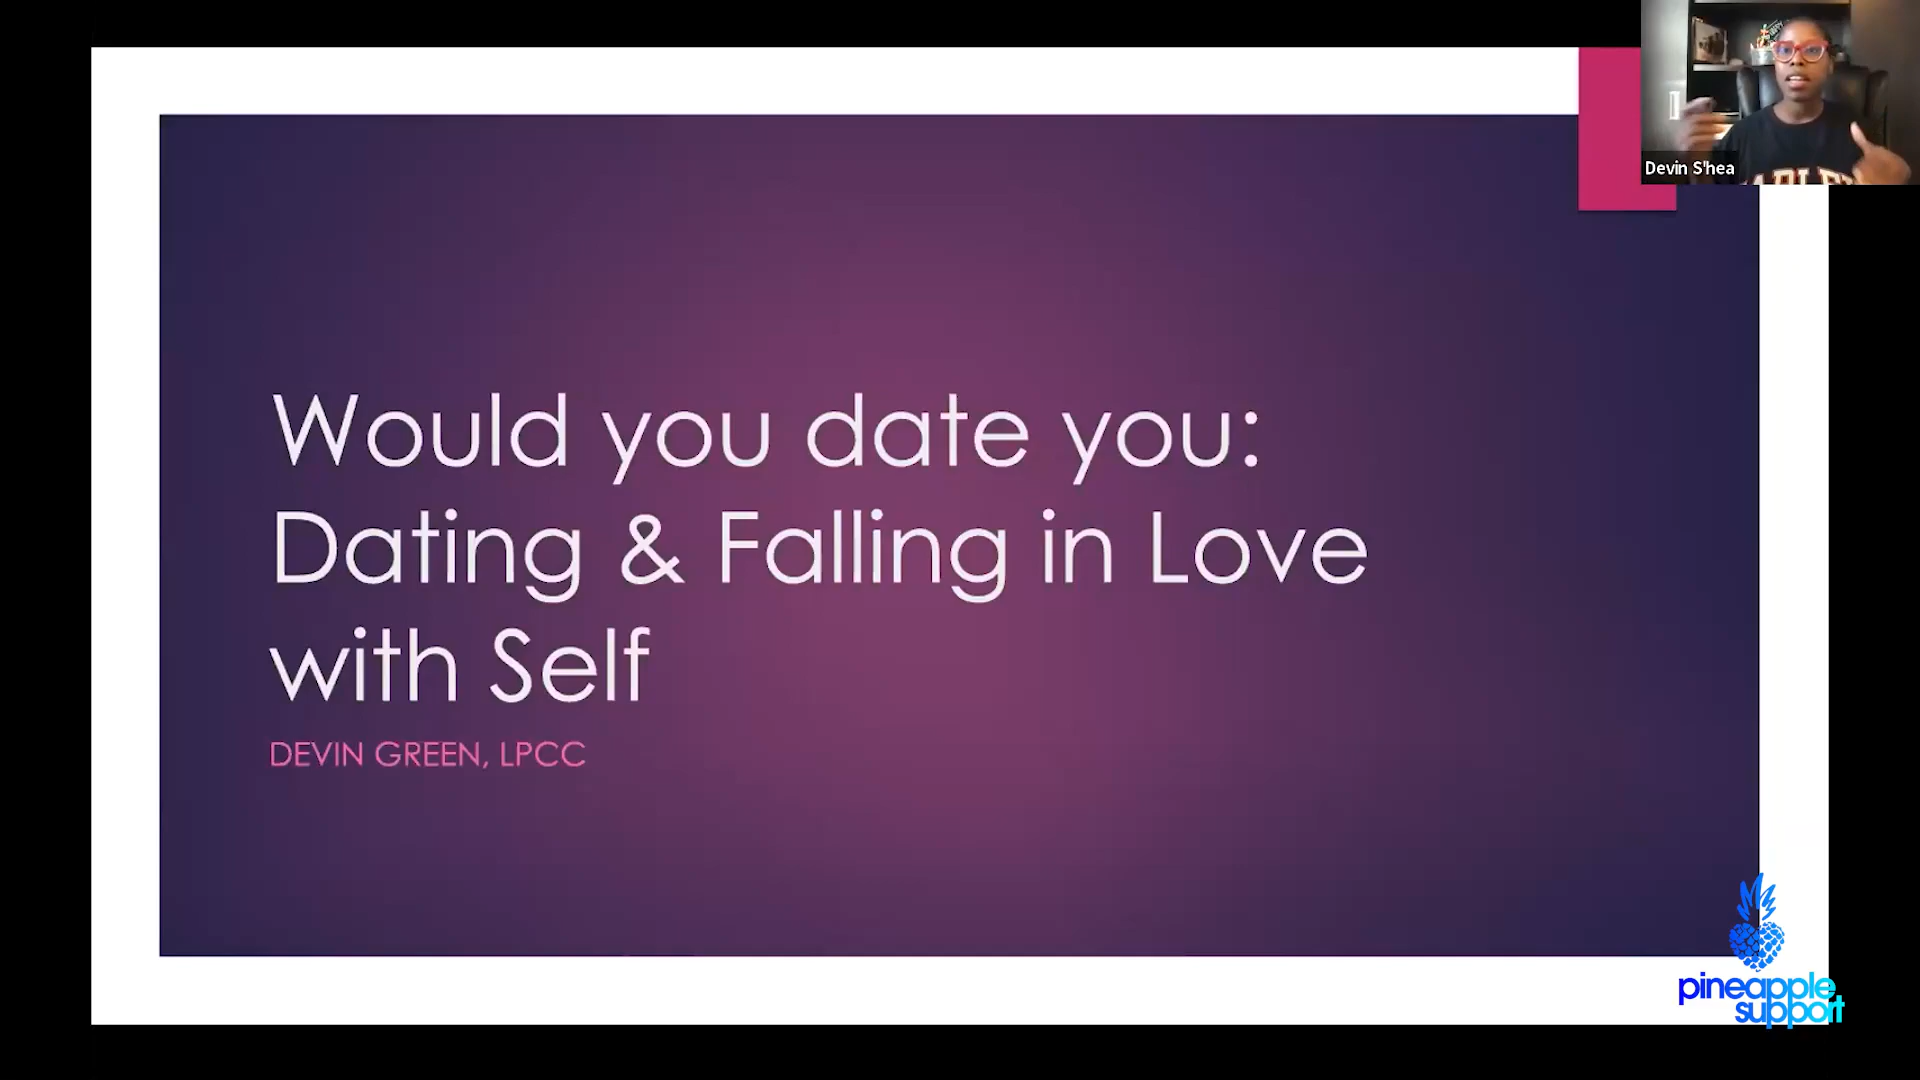 Devin S'hea
Would you date you:
Dating & Falling in Love
with Self
DEVIN GREEN, LPCC
pineapple
support